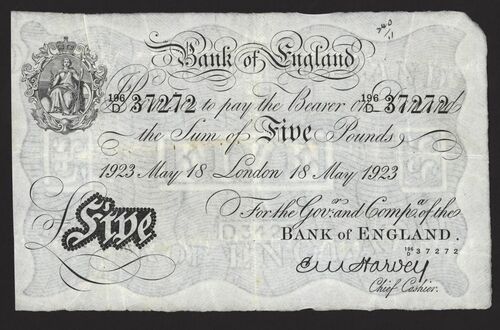 240
/11
Bank of England
196/D 37272 to pay the Bearer 196/D 37272
the Sum of Five Pounds
1923 May 18 London 18 May 1923
For the Govr. and Compa. of the
BANK OF ENGLAND.
196/D 37272
£Five
E M Harvey
Chief Cashier.